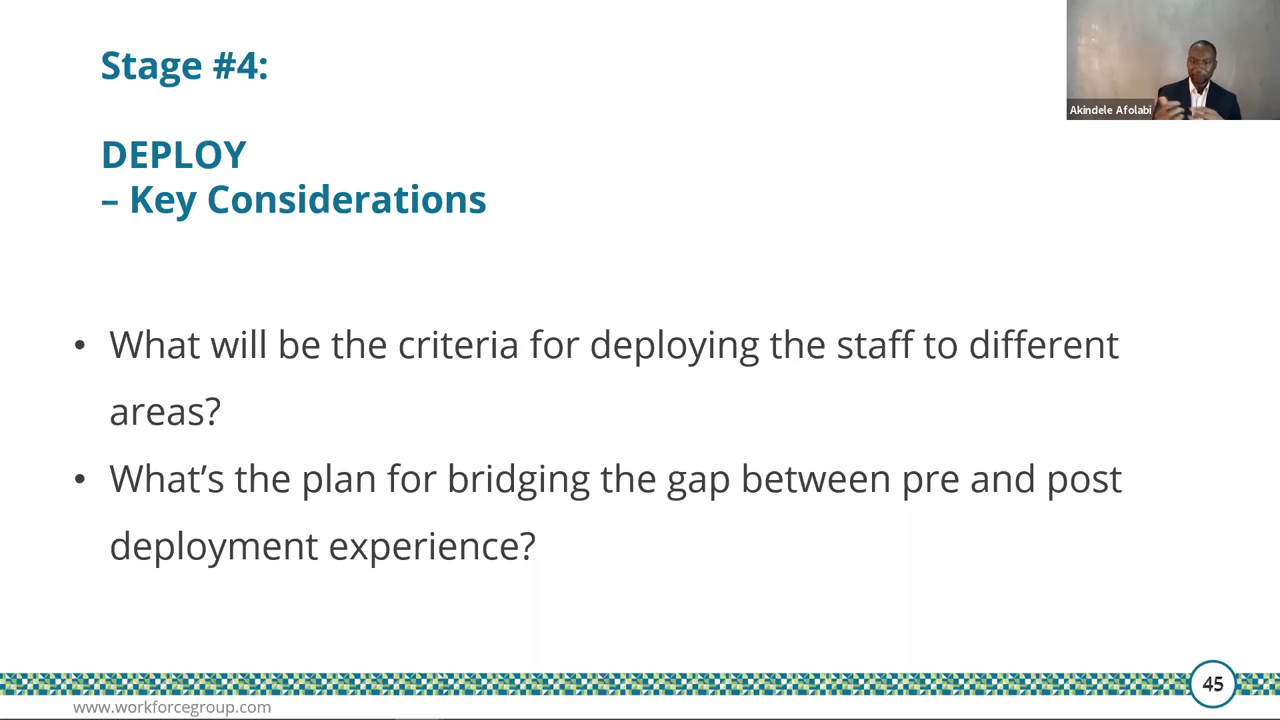 Stage #4:
DEPLOY
– Key Considerations
Akindele Afolabi
• What will be the criteria for deploying the staff to different
areas?
• What’s the plan for bridging the gap between pre and post
deployment experience?
45
www.workforcegroup.com